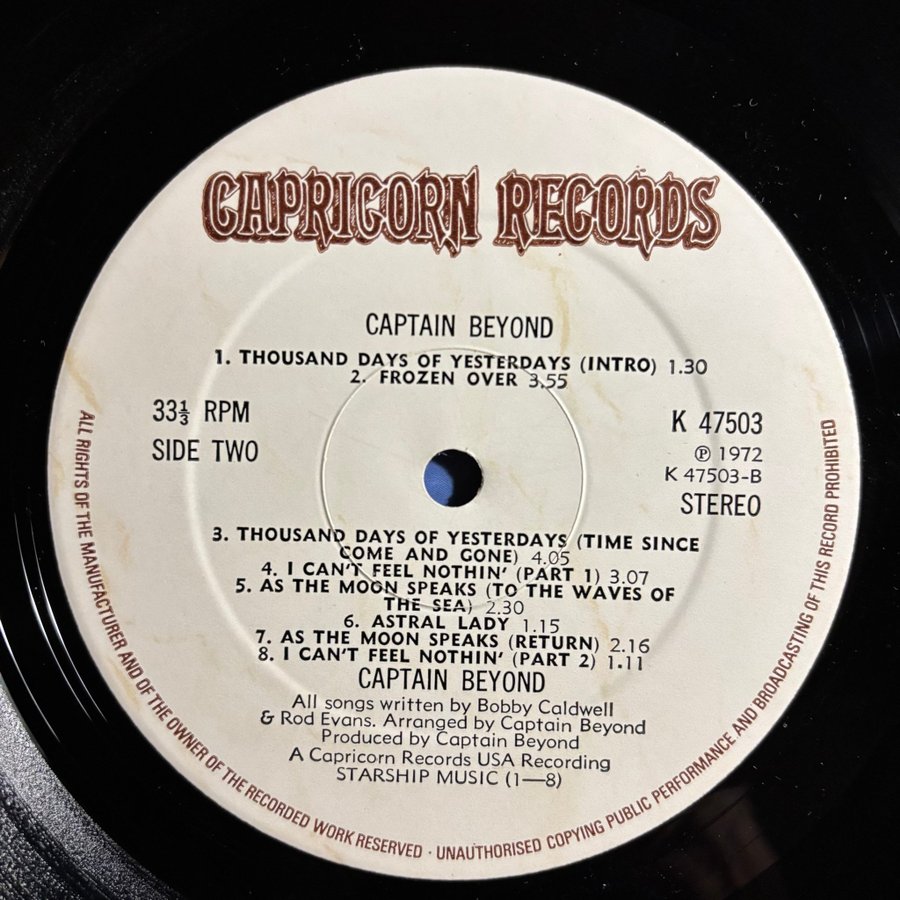 CAPRICORN RECORDS
CAPTAIN BEYOND
1. THOUSAND DAYS OF YESTERDAYS (INTRO) 1.30
2. FROZEN OVER 3.55
33⅓ RPM
SIDE TWO
K 47503
℗ 1972
K 47503-B
STEREO
3. THOUSAND DAYS OF YESTERDAYS (TIME SINCE
COME AND GONE) 4.05
4. I CAN'T FEEL NOTHIN' (PART 1) 3.07
5. AS THE MOON SPEAKS (TO THE WAVES OF
THE SEA) 2.30
6. ASTRAL LADY 1.15
7. AS THE MOON SPEAKS (RETURN) 2.16
8. I CAN'T FEEL NOTHIN' (PART 2) 1.11
CAPTAIN BEYOND
All songs written by Bobby Caldwell
& Rod Evans. Arranged by Captain Beyond
Produced by Captain Beyond
A Capricorn Records USA Recording
STARSHIP MUSIC (1—8)
ALL RIGHTS OF THE MANUFACTURER AND OF THE OWNER OF THE RECORDED WORK RESERVED · UNAUTHORISED COPYING PUBLIC PERFORMANCE AND BROADCASTING OF THIS RECORD PROHIBITED